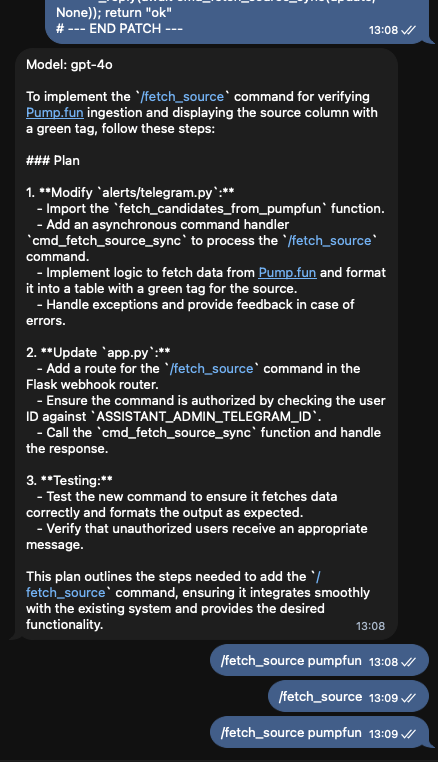 None)); return "ok"
# --- END PATCH ---
13:08
Model: gpt-4o
To implement the `/fetch_source` command for verifying
Pump.fun ingestion and displaying the source column with
a green tag, follow these steps:
### Plan
1. **Modify `alerts/telegram.py`:**
- Import the `fetch_candidates_from_pumpfun` function.
- Add an asynchronous command handler
`cmd_fetch_source_sync` to process the `/fetch_source`
command.
- Implement logic to fetch data from Pump.fun and format
it into a table with a green tag for the source.
- Handle exceptions and provide feedback in case of
errors.
2. **Update `app.py`:**
- Add a route for the `/fetch_source` command in the
Flask webhook router.
- Ensure the command is authorized by checking the user
ID against `ASSISTANT_ADMIN_TELEGRAM_ID`.
- Call the `cmd_fetch_source_sync` function and handle
the response.
3. **Testing:**
- Test the new command to ensure it fetches data
correctly and formats the output as expected.
- Verify that unauthorized users receive an appropriate
message.
This plan outlines the steps needed to add the `/
fetch_source` command, ensuring it integrates smoothly
with the existing system and provides the desired
functionality.
13:08
/fetch_source pumpfun 13:08
/fetch_source 13:09
/fetch_source pumpfun 13:09